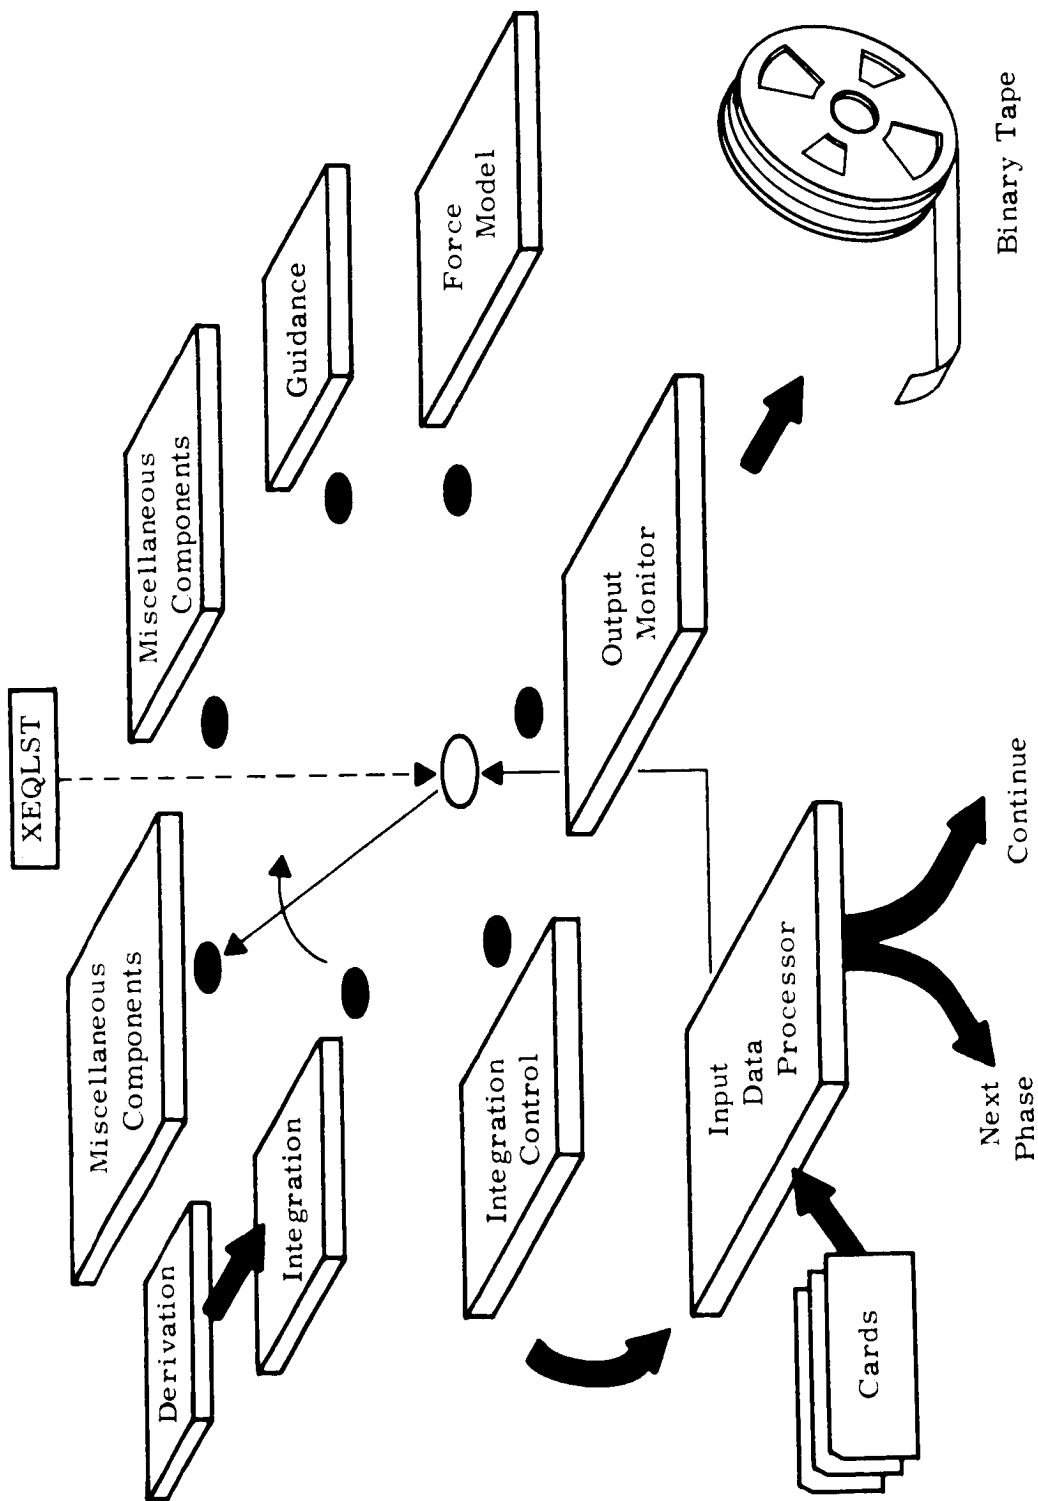 XEQLST
Miscellaneous
Components
Miscellaneous
Components
Derivation
Integration
Guidance
Force
Model
Integration
Control
Output
Monitor
Input
Data
Processor
Cards
Next
Phase
Continue
Binary Tape